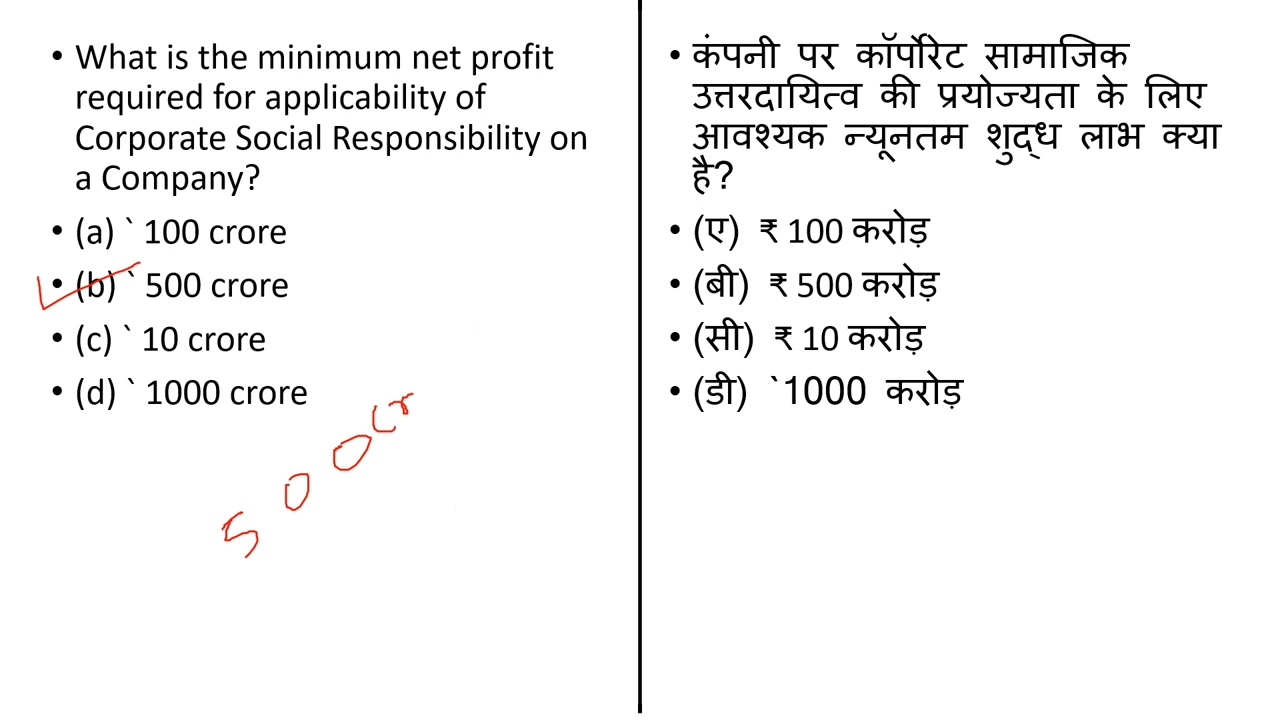 • What is the minimum net profit
required for applicability of
Corporate Social Responsibility on
a Company?
• (a) ` 100 crore
• (b) ` 500 crore
• (c) ` 10 crore
• (d) ` 1000 crore
500 Cr
• कंपनी पर कॉर्पोरेट सामाजिक
उत्तरदायित्व की प्रयोज्यता के लिए
आवश्यक न्यूनतम शुद्ध लाभ क्या
है?
• (ए) ₹ 100 करोड़
• (बी) ₹ 500 करोड़
• (सी) ₹ 10 करोड़
• (डी) `1000 करोड़